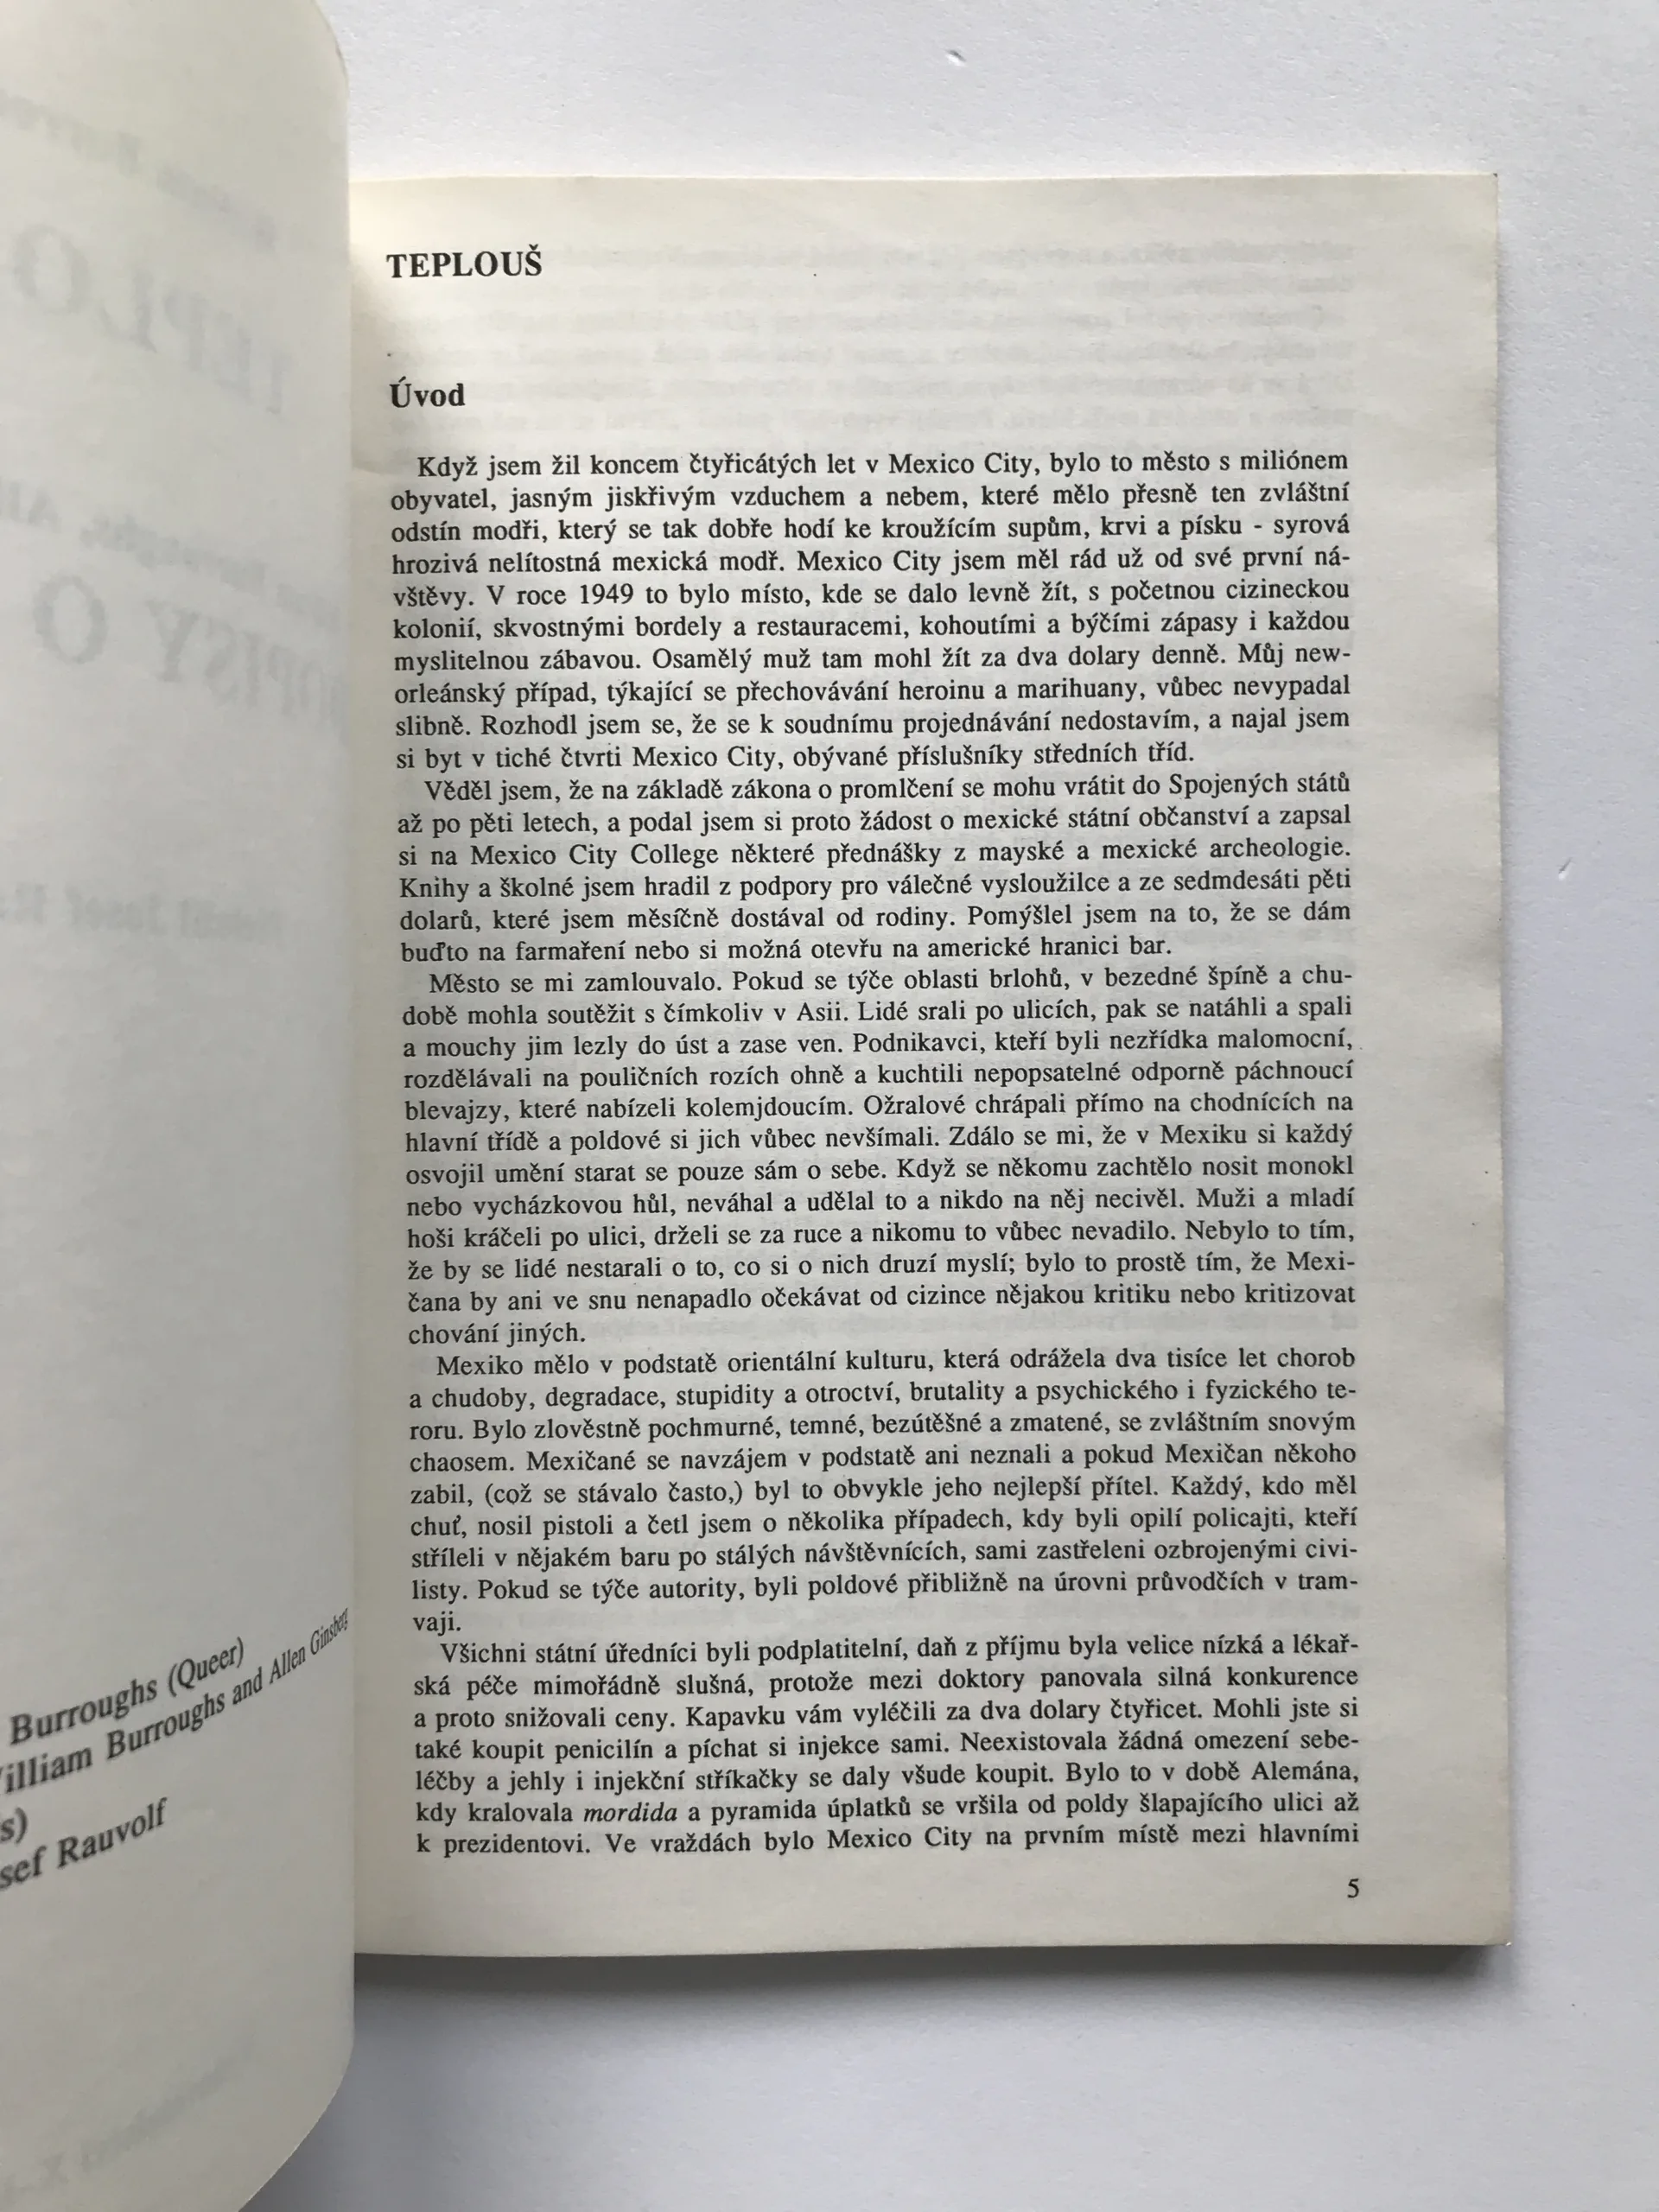 TEPLOUŠ
Úvod
Když jsem žil koncem čtyřicátých let v Mexico City, bylo to město s miliónem
obyvatel, jasným jiskřivým vzduchem a nebem, které mělo přesně ten zvláštní
odstín modři, který se tak dobře hodí ke kroužícím supům, krvi a písku - syrová
hrozivá nelítostná mexická modř. Mexico City jsem měl rád už od své první ná-
vštěvy. V roce 1949 to bylo místo, kde se dalo levně žít, s početnou cizineckou
kolonií, skvostnými bordely a restauracemi, kohoutími a býčími zápasy i každou
myslitelnou zábavou. Osamělý muž tam mohl žít za dva dolary denně. Můj new-
orleánský případ, týkající se přechovávání heroinu a marihuany, vůbec nevypadal
slibně. Rozhodl jsem se, že se k soudnímu projednávání nedostavím, a najal jsem
si byt v tiché čtvrti Mexico City, obývané příslušníky středních tříd.
Věděl jsem, že na základě zákona o promlčení se mohu vrátit do Spojených států
až po pěti letech, a podal jsem si proto žádost o mexické státní občanství a zapsal
si na Mexico City College některé přednášky z mayské a mexické archeologie.
Knihy a školné jsem hradil z podpory pro válečné vysloužilce a ze sedmdesáti pěti
dolarů, které jsem měsíčně dostával od rodiny. Pomýšlel jsem na to, že se dám
buďto na farmaření nebo si možná otevřu na americké hranici bar.
Město se mi zamlouvalo. Pokud se týče oblasti brlohů, v bezedné špíně a chu-
době mohla soutěžit s čímkoliv v Asii. Lidé srali po ulicích, pak se natáhli a spali
a mouchy jim lezly do úst a zase ven. Podnikavci, kteří byli nezřídka malomocní,
rozdělávali na pouličních rozích ohně a kuchtili nepopsatelné odporně páchnoucí
blevajzy, které nabízeli kolemjdoucím. Ožralové chrápali přímo na chodnících na
hlavní třídě a poldové si jich vůbec nevšímali. Zdálo se mi, že v Mexiku si každý
osvojil umění starat se pouze sám o sebe. Když se někomu zachtělo nosit monokl
nebo vycházkovou hůl, neváhal a udělal to a nikdo na něj necivěl. Muži a mladí
hoši kráčeli po ulici, drželi se za ruce a nikomu to vůbec nevadilo. Nebylo to tím,
že by se lidé nestarali o to, co si o nich druzí myslí; bylo to prostě tím, že Mexi-
čana by ani ve snu nenapadlo očekávat od cizince nějakou kritiku nebo kritizovat
chování jiných.
Mexiko mělo v podstatě orientální kulturu, která odrážela dva tisíce let chorob
a chudoby, degradace, stupidity a otroctví, brutality a psychického i fyzického te-
roru. Bylo zlověstně pochmurné, temné, bezútěšné a zmatené, se zvláštním snovým
chaosem. Mexičané se navzájem v podstatě ani neznali a pokud Mexičan někoho
zabil, (což se stávalo často,) byl to obvykle jeho nejlepší přítel. Každý, kdo měl
chuť, nosil pistoli a četl jsem o několika případech, kdy byli opilí policajti, kteří
stříleli v nějakém baru po stálých návštěvnících, sami zastřeleni ozbrojenými civi-
listy. Pokud se týče autority, byli poldové přibližně na úrovni průvodčích v tram-
vaji.
Všichni státní úředníci byli podplatitelní, daň z příjmu byla velice nízká a lékař-
ská péče mimořádně slušná, protože mezi doktory panovala silná konkurence
a proto snižovali ceny. Kapavku vám vyléčili za dva dolary čtyřicet. Mohli jste si
také koupit penicilín a píchat si injekce sami. Neexistovala žádná omezení sebe-
léčby a jehly i injekční stříkačky se daly všude koupit. Bylo to v době Alemána,
kdy kralovala mordida a pyramida úplatků se vršila od poldy šlapajícího ulici až
k prezidentovi. Ve vraždách bylo Mexico City na prvním místě mezi hlavními
5
Burroughs (Queer)
illiam Burroughs and Allen Ginsberg
s)
sef Rauvolf